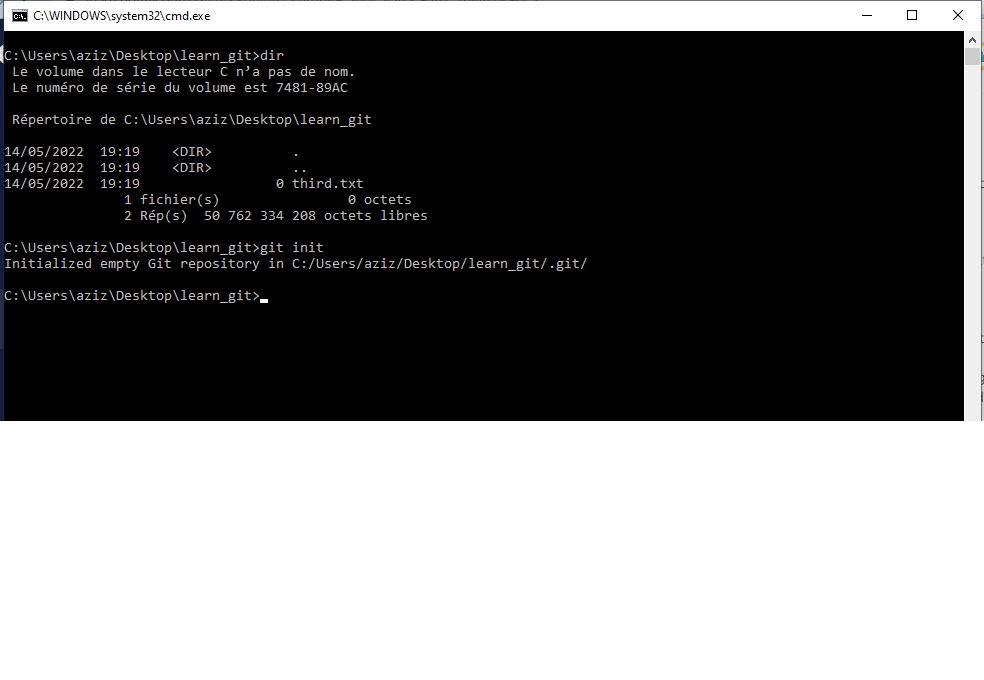 C:\WINDOWS\system32\cmd.exe
C:\Users\aziz\Desktop\learn_git>dir
Le volume dans le lecteur C n’a pas de nom.
Le numéro de série du volume est 7481-89AC
Répertoire de C:\Users\aziz\Desktop\learn_git
14/05/2022  19:19    <DIR>          .
14/05/2022  19:19    <DIR>          ..
14/05/2022  19:19                 0 third.txt
1 fichier(s)                0 octets
2 Rép(s)  50 762 334 208 octets libres
C:\Users\aziz\Desktop\learn_git>git init
Initialized empty Git repository in C:/Users/aziz/Desktop/learn_git/.git/
C:\Users\aziz\Desktop\learn_git>